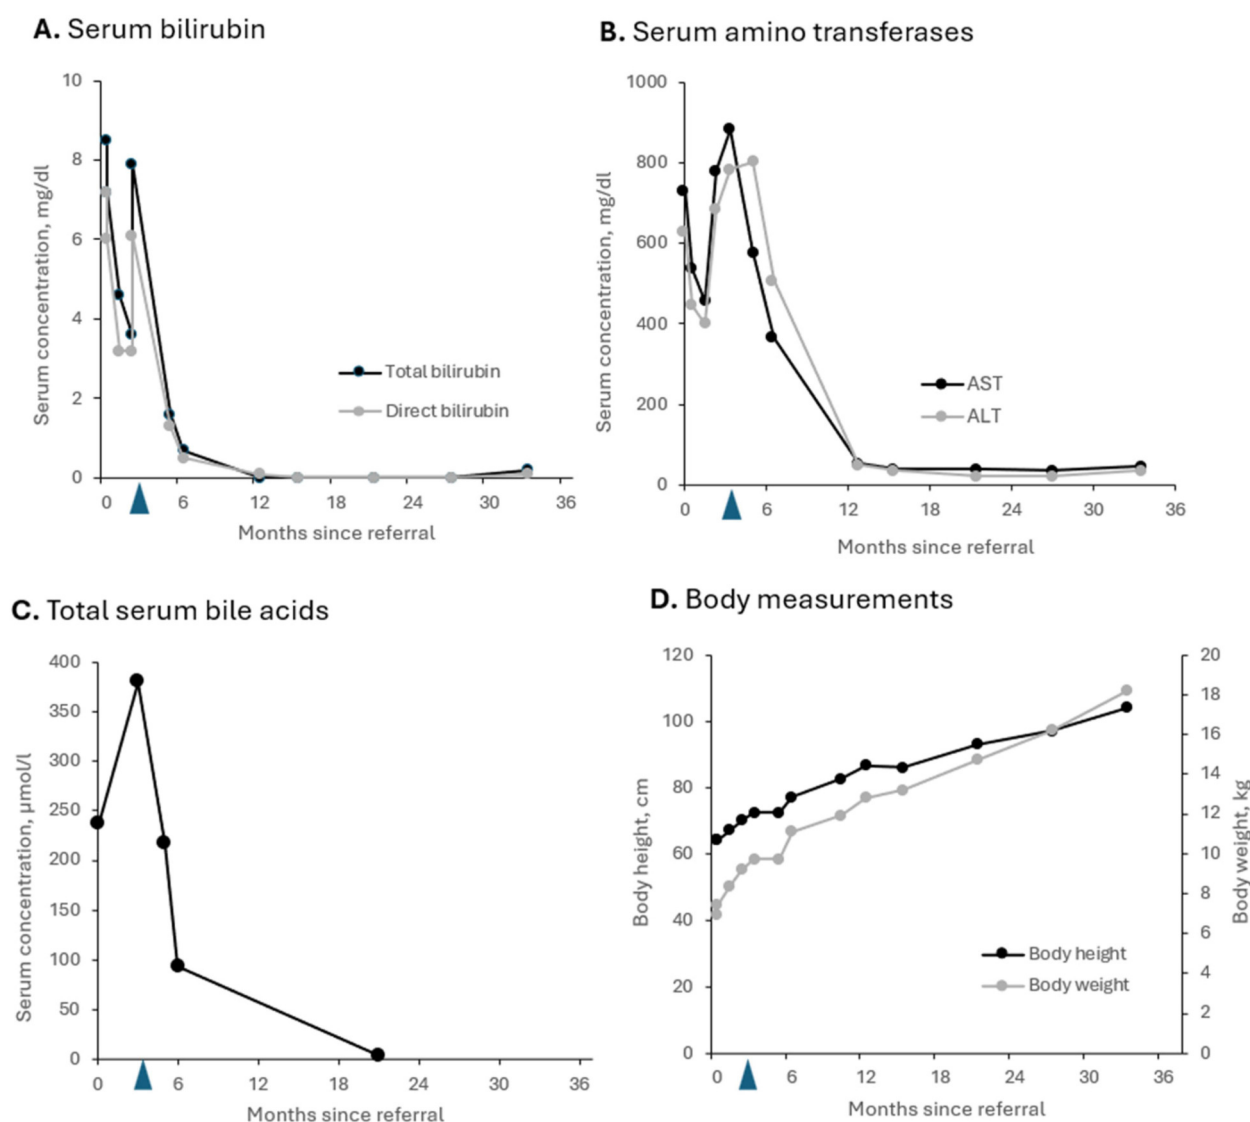 A. Serum bilirubin
Serum concentration, mg/dl
10
8
6
4
2
0
Total bilirubin
Direct bilirubin
0 6 12 18 24 30 36
Months since referral
B. Serum amino transferases
Serum concentration, mg/dl
1000
800
600
400
200
0
AST
ALT
0 6 12 18 24 30 36
Months since referral
C. Total serum bile acids
Serum concentration, µmol/l
400
350
300
250
200
150
100
50
0
0 6 12 18 24 30 36
Months since referral
D. Body measurements
Body height, cm
120
100
80
60
40
20
0
Body height
Body weight
20
18
16
14
12
10
8
6
4
2
0
Body weight, kg
0 6 12 18 24 30 36
Months since referral